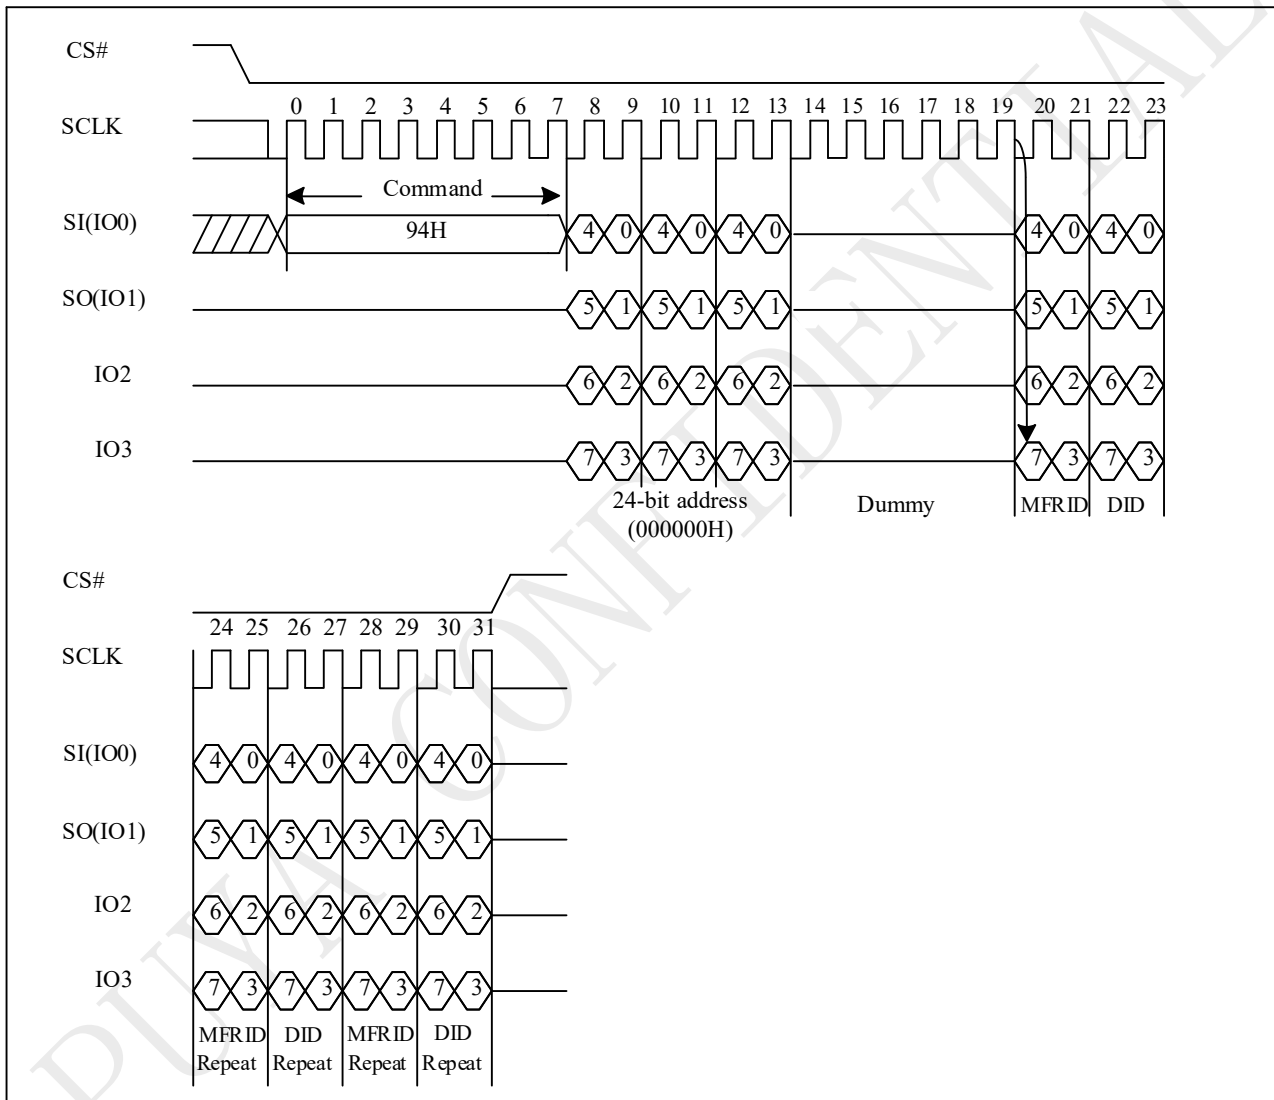 CS#
0 1 2 3 4 5 6 7 8 9 10 11 12 13 14 15 16 17 18 19 20 21 22 23
SCLK
Command
SI(IO0) 94H 4 0 4 0 4 0 4 0 4 0
SO(IO1) 5 1 5 1 5 1 5 1 5 1
IO2 6 2 6 2 6 2 6 2 6 2
IO3 7 3 7 3 7 3 7 3 7 3
24-bit address Dummy MFRID DID
(000000H)
CS#
24 25 26 27 28 29 30 31
SCLK
SI(IO0) 4 0 4 0 4 0 4 0
SO(IO1) 5 1 5 1 5 1 5 1
IO2 6 2 6 2 6 2 6 2
IO3 7 3 7 3 7 3 7 3
MFRID DID MFRID DID
Repeat Repeat Repeat Repeat
PUYA CONFIDENTIAL